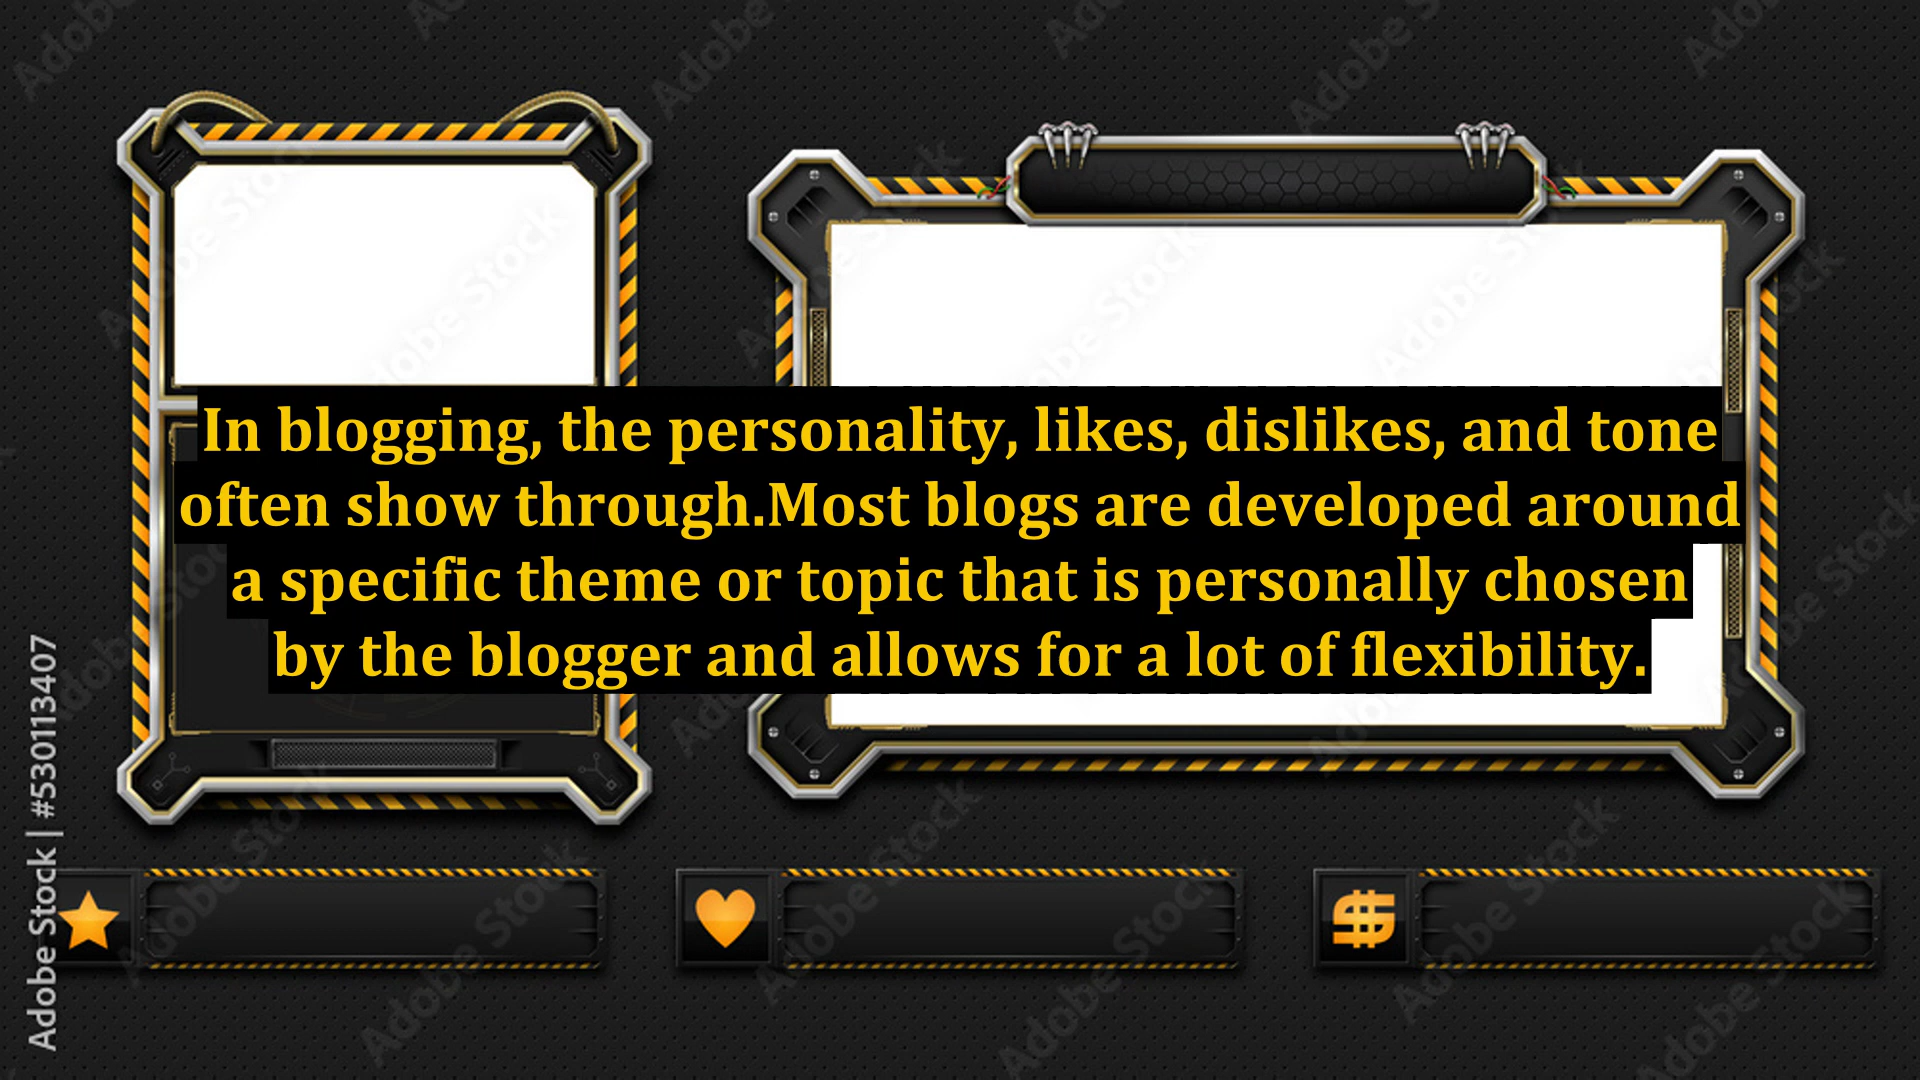 In blogging, the personality, likes, dislikes, and tone
often show through.Most blogs are developed around
a specific theme or topic that is personally chosen
by the blogger and allows for a lot of flexibility.
Adobe Stock | #530113407